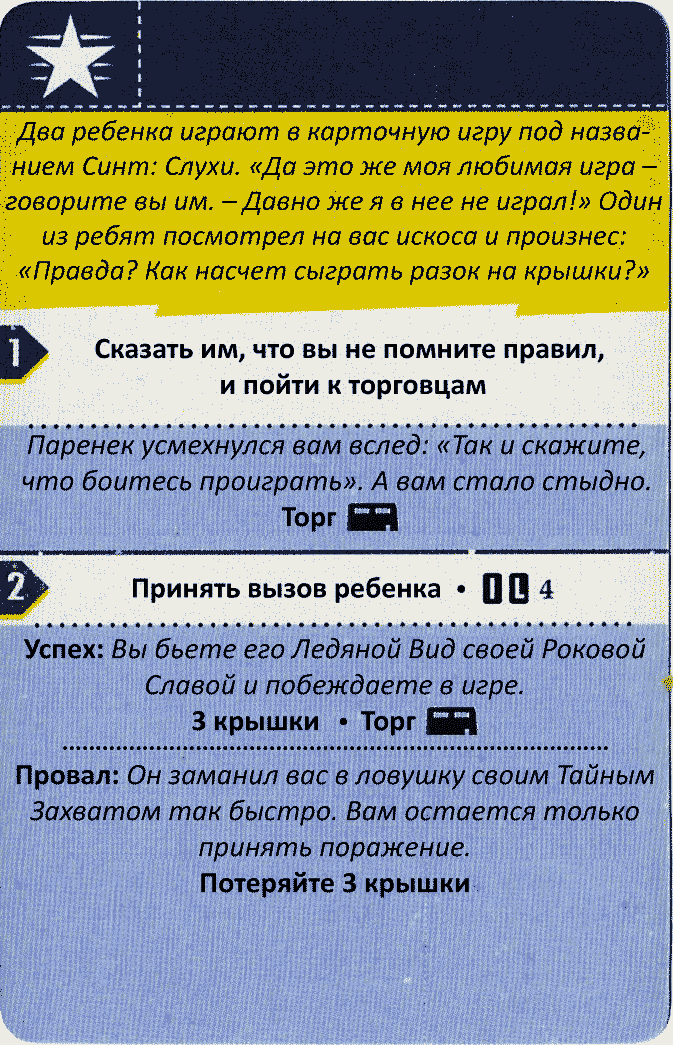 Два ребенка играют в карточную игру под назва-
нием Синт: Слухи. «Да это же моя любимая игра –
говорите вы им. – Давно же я в нее не играл!» Один
из ребят посмотрел на вас искоса и произнес:
«Правда? Как насчет сыграть разок на крышки?»
1
Сказать им, что вы не помните правил,
и пойти к торговцам
Паренек усмехнулся вам вслед: «Так и скажите,
что боитесь проиграть». А вам стало стыдно.
Торг
2
Принять вызов ребенка • I L 4
Успех: Вы бьете его Ледяной Вид своей Роковой
Славой и побеждаете в игре.
3 крышки • Торг
Провал: Он заманил вас в ловушку своим Тайным
Захватом так быстро. Вам остается только
принять поражение.
Потеряйте 3 крышки